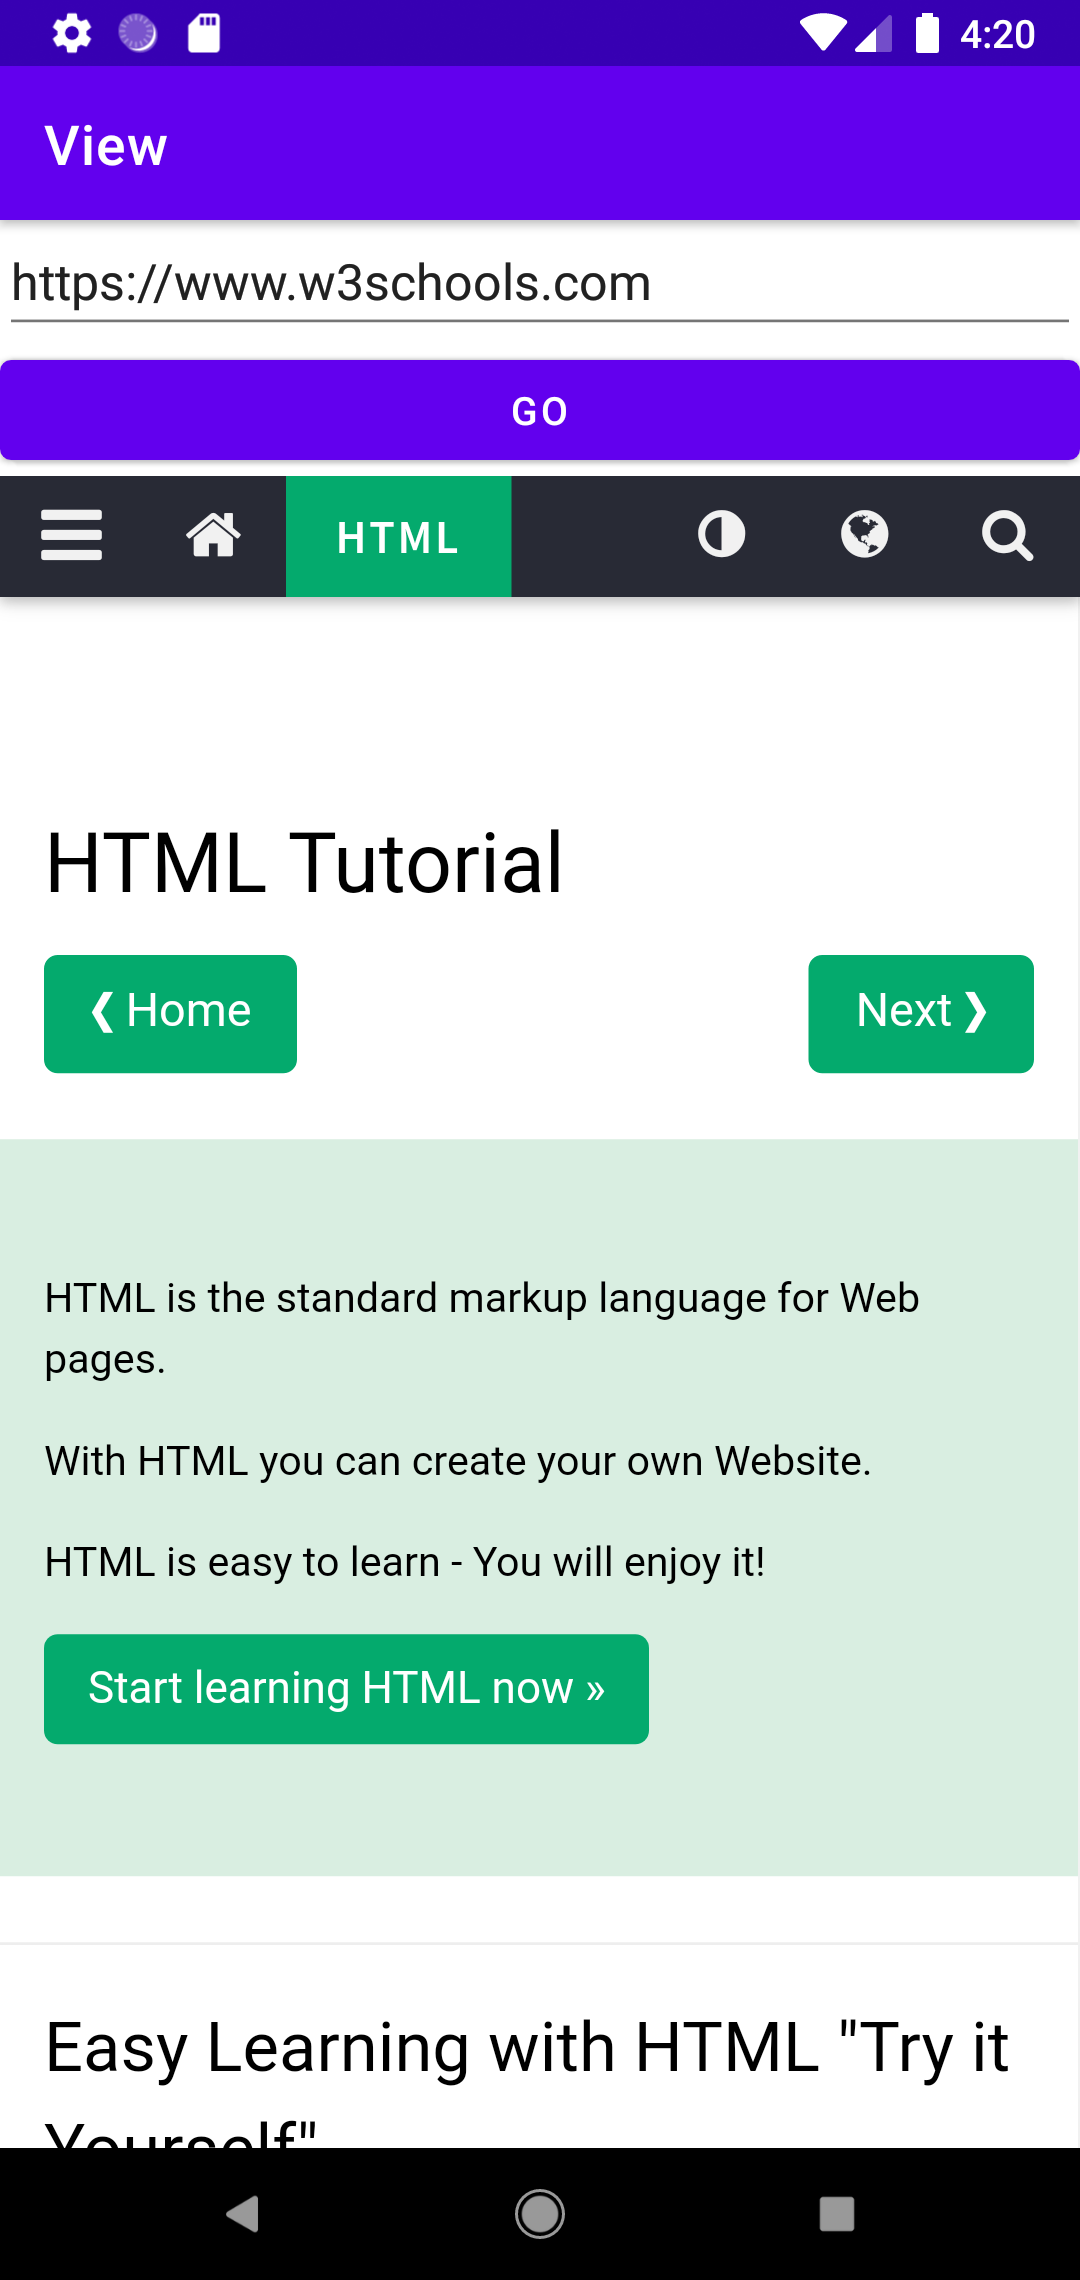 4:20
View
https://www.w3schools.com
GO
HTML
HTML Tutorial
❮ Home
Next ❯
HTML is the standard markup language for Web
pages.
With HTML you can create your own Website.
HTML is easy to learn - You will enjoy it!
Start learning HTML now »
Easy Learning with HTML "Try it
Yourself"